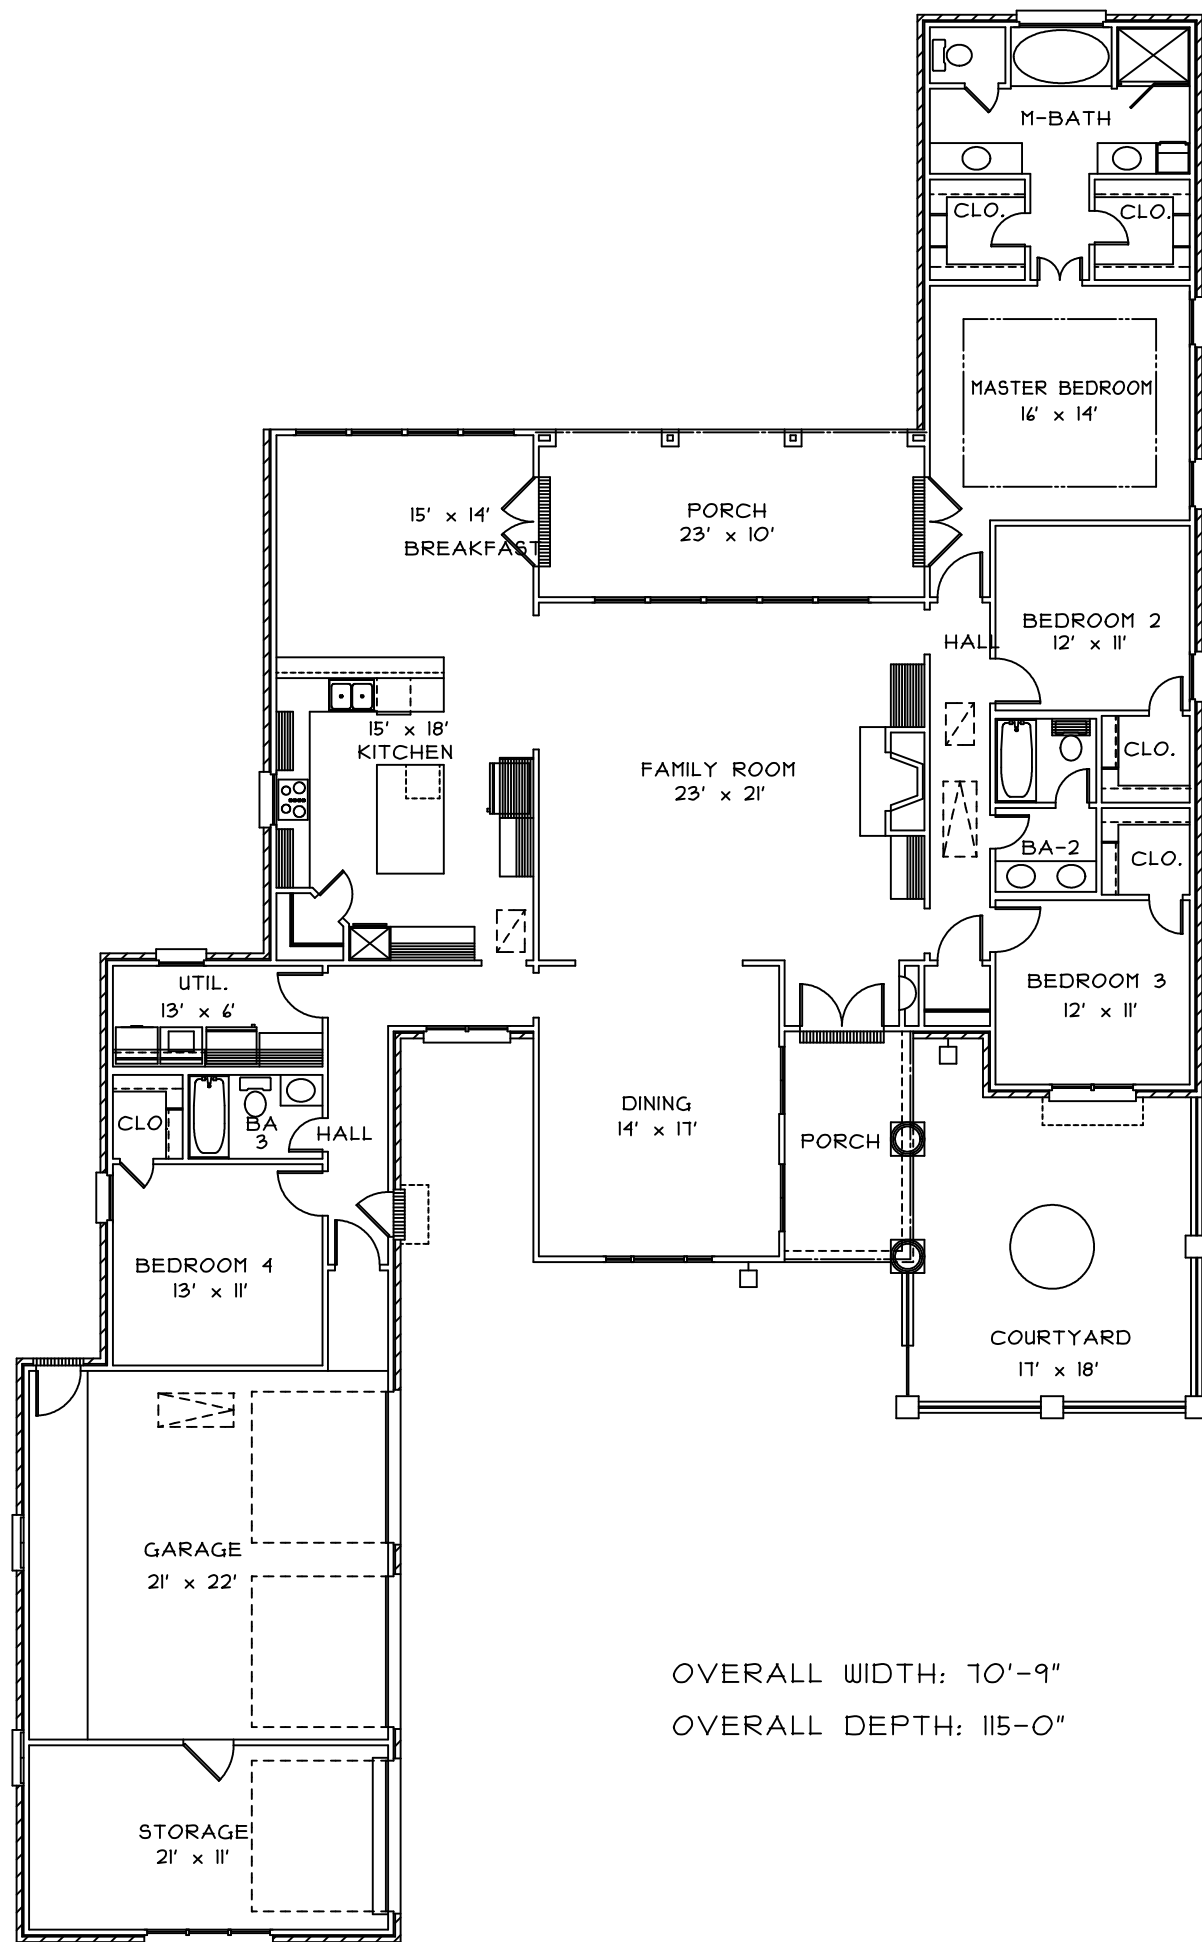 M-BATH
CLO.
CLO.
MASTER BEDROOM
16' x 14'
15' x 14'
BREAKFAST
PORCH
23' x 10'
BEDROOM 2
12' x 11'
HALL
15' x 18'
KITCHEN
FAMILY ROOM
23' x 21'
CLO.
BA-2
CLO.
UTIL.
13' x 6'
BEDROOM 3
12' x 11'
CLO
BA
3
HALL
DINING
14' x 17'
PORCH
BEDROOM 4
13' x 11'
COURTYARD
17' x 18'
GARAGE
21' x 22'
OVERALL WIDTH: 70'-9"
OVERALL DEPTH: 115-0"
STORAGE
21' x 11'